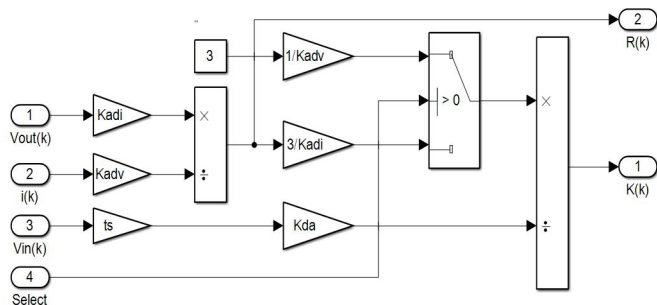 2
R(k)
3
1/Kadv
1
Vout(k)
Kadi
×
> 0
÷
3/Kadi
×
2
i(k)
Kadv
1
K(k)
3
Vin(k)
ts
Kda
÷
4
Select